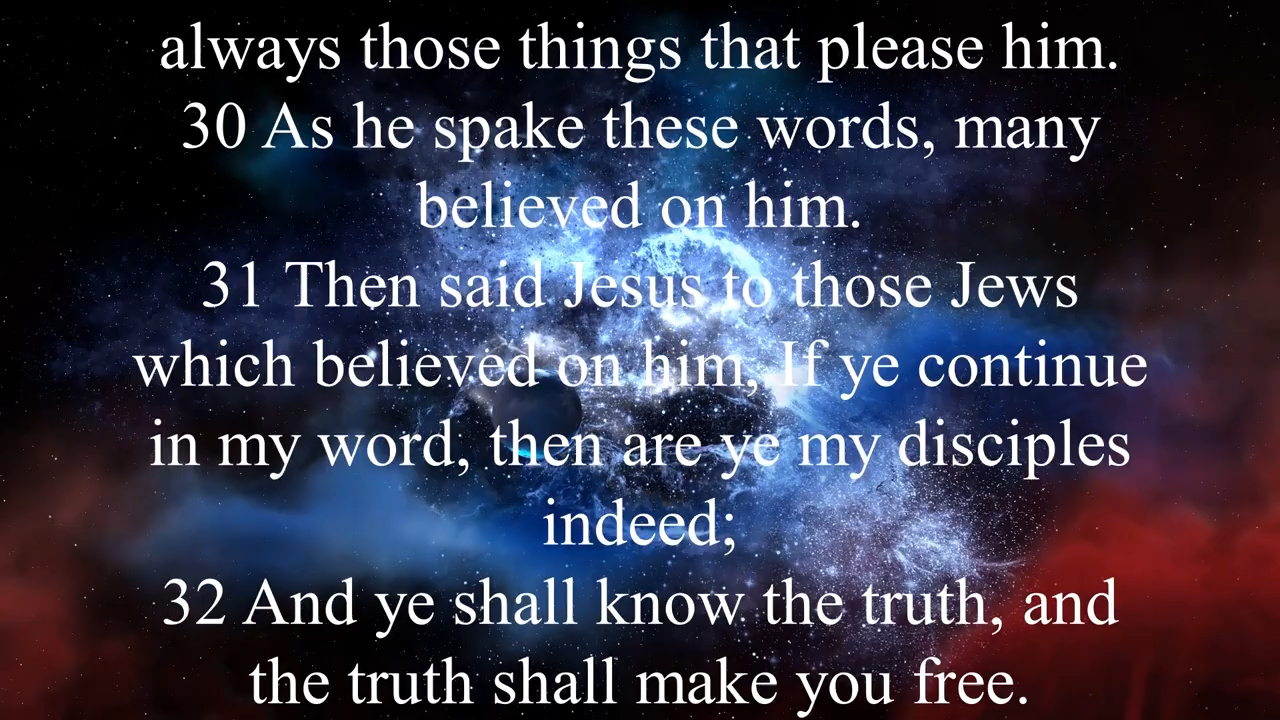 always those things that please him.
30 As he spake these words, many
believed on him.
31 Then said Jesus to those Jews
which believed on him, If ye continue
in my word, then are ye my disciples
indeed;
32 And ye shall know the truth, and
the truth shall make you free.